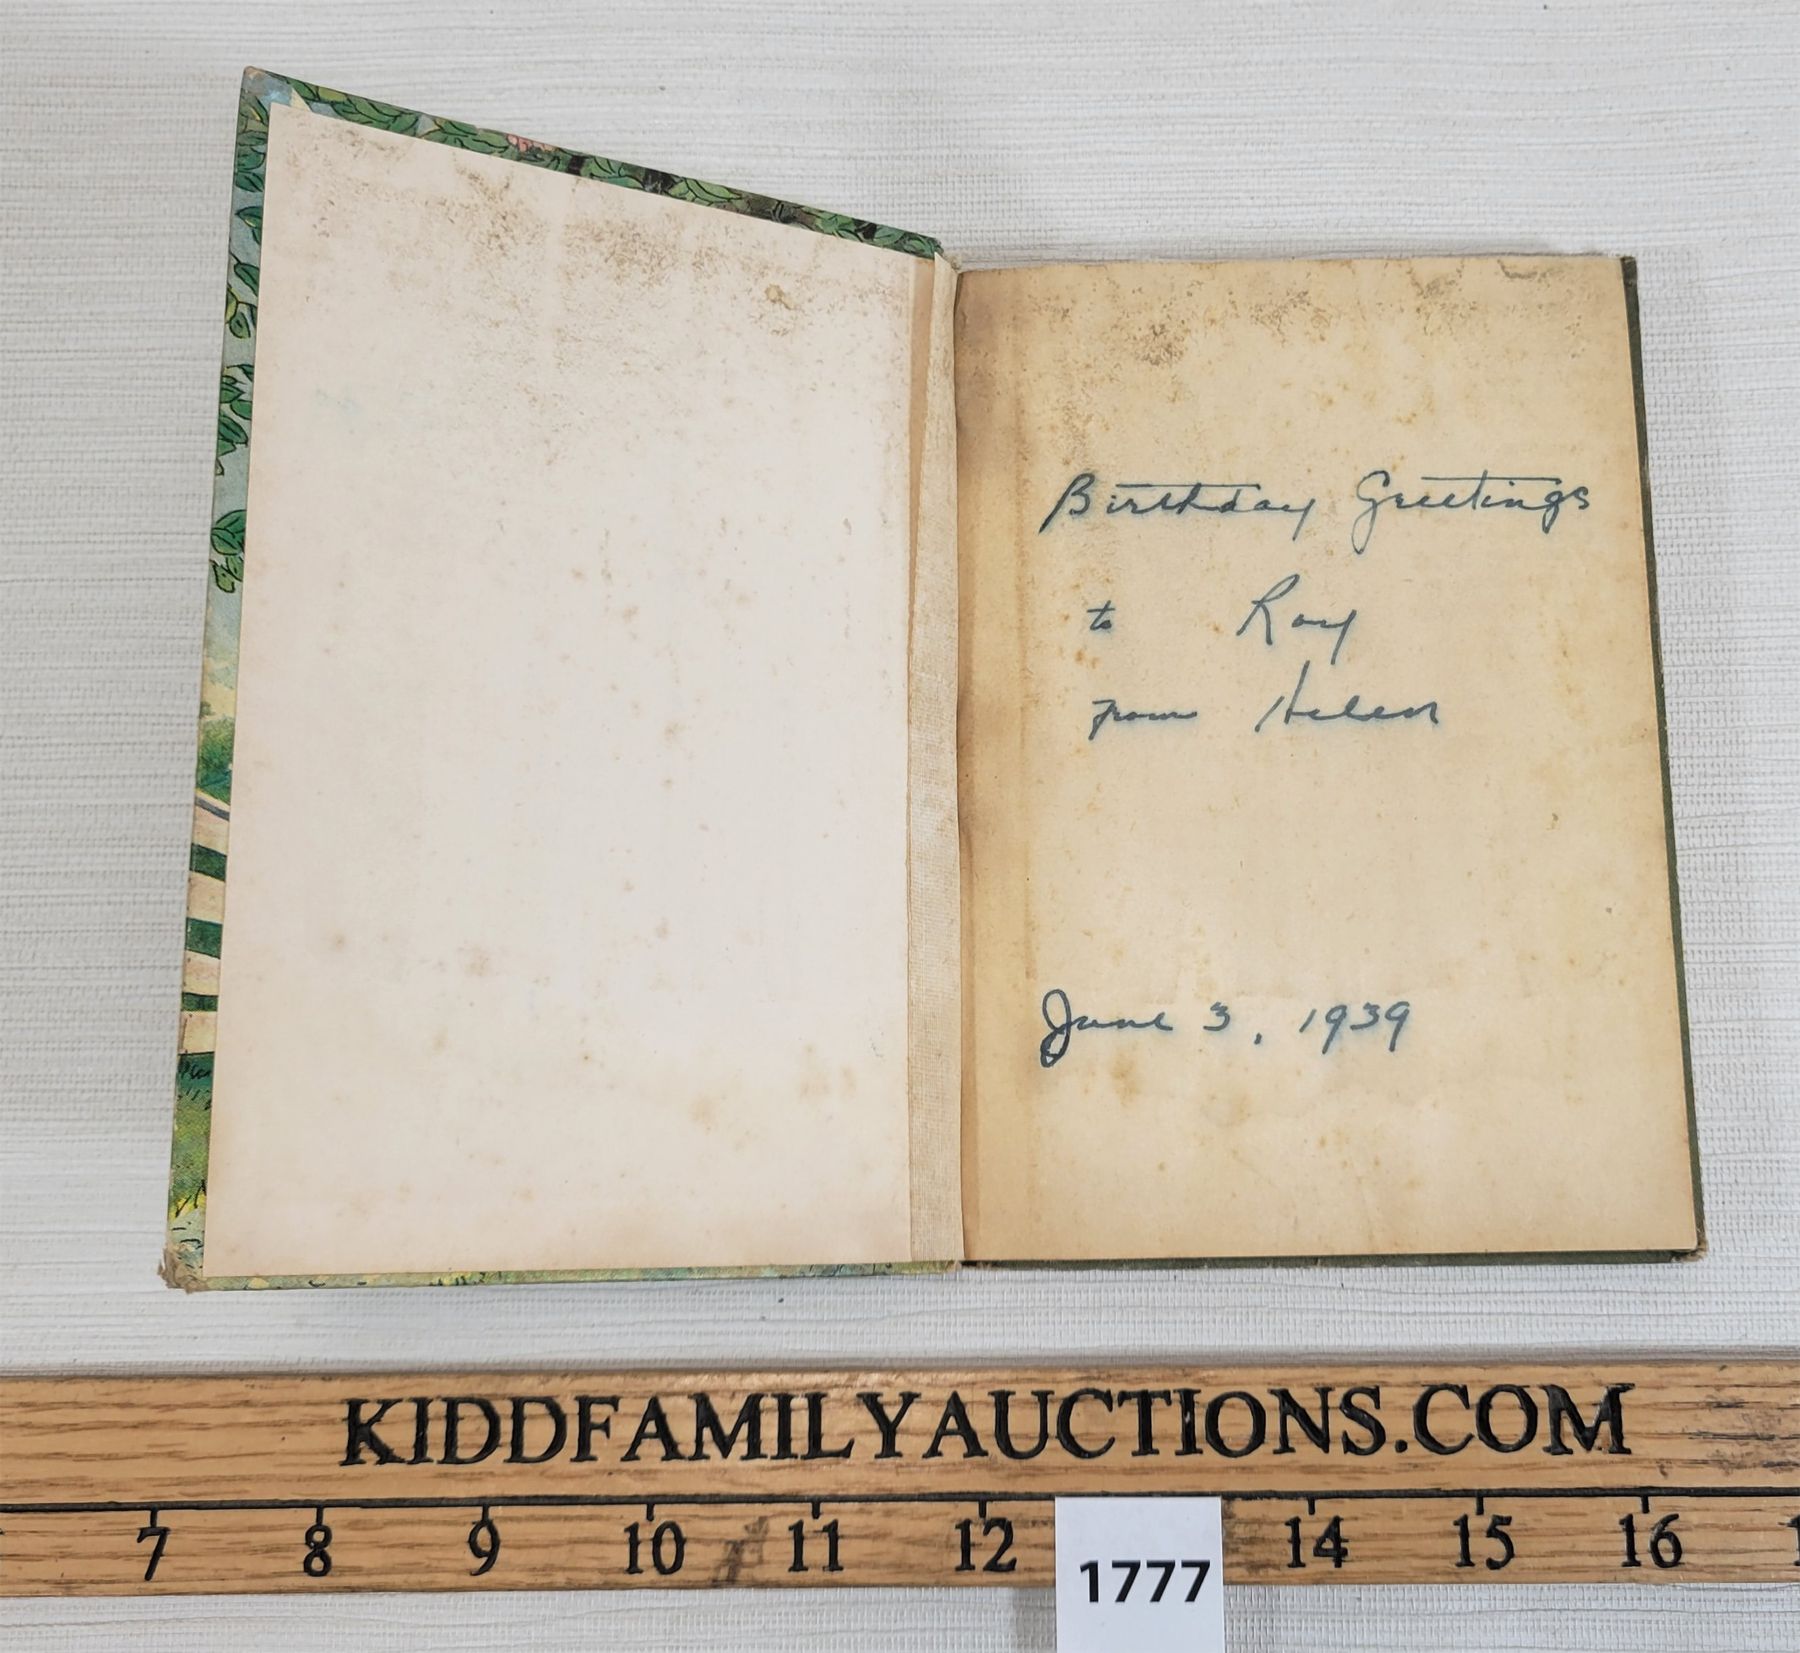 Birthday Greetings
to Roy
from Helen
June 3, 1939
KIDDFAMILYAUCTIONS.COM
7 8 9 10 11 12 14 15 16
1777